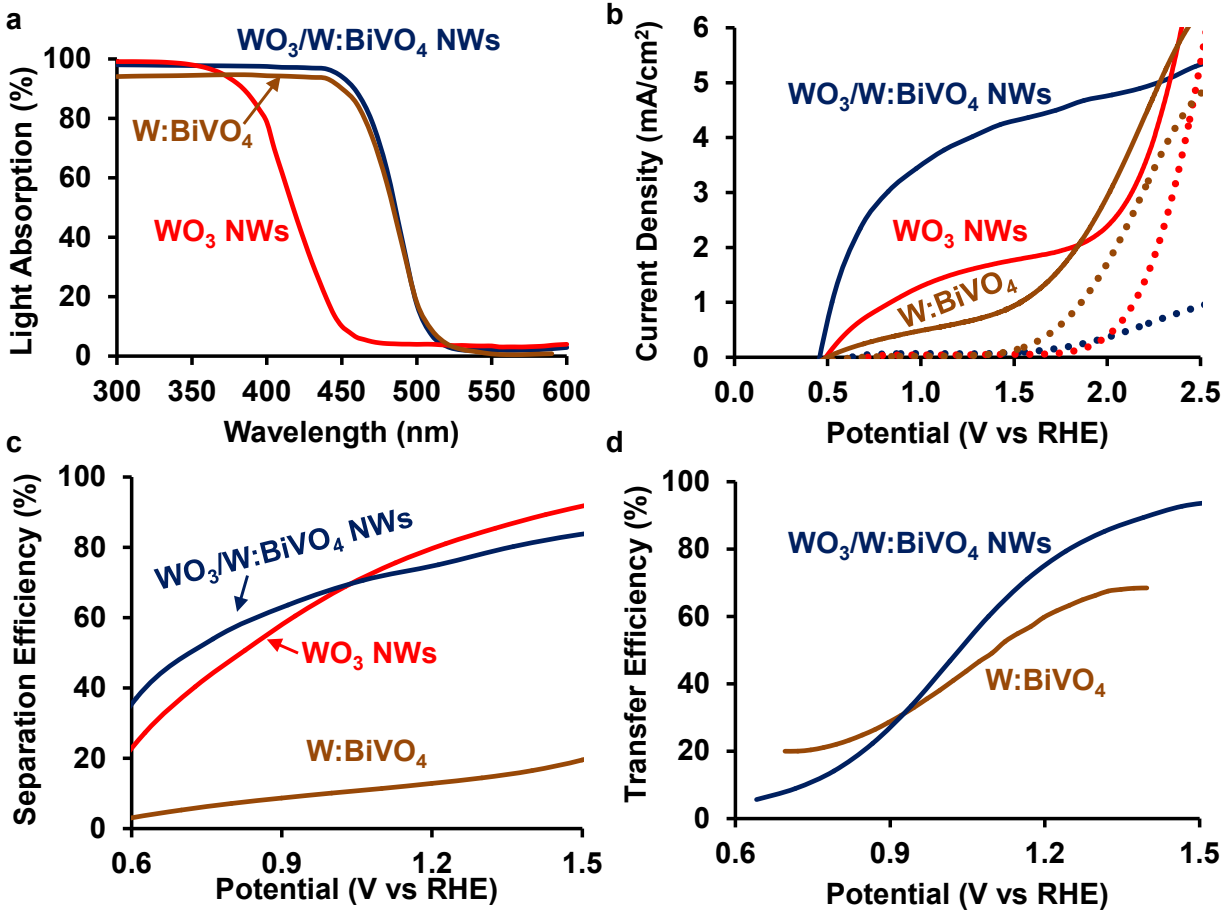 a
WO3/W:BiVO4 NWs
W:BiVO4
WO3 NWs
Light Absorption (%)
100
80
60
40
20
0
300 350 400 450 500 550 600
Wavelength (nm)
b
WO3/W:BiVO4 NWs
WO3 NWs
W:BiVO4
Current Density (mA/cm2)
6
5
4
3
2
1
0
0.0 0.5 1.0 1.5 2.0 2.5
Potential (V vs RHE)
c
WO3/W:BiVO4 NWs
WO3 NWs
W:BiVO4
Separation Efficiency (%)
100
80
60
40
20
0
0.6 0.9 1.2 1.5
Potential (V vs RHE)
d
WO3/W:BiVO4 NWs
W:BiVO4
Transfer Efficiency (%)
100
80
60
40
20
0
0.6 0.9 1.2 1.5
Potential (V vs RHE)